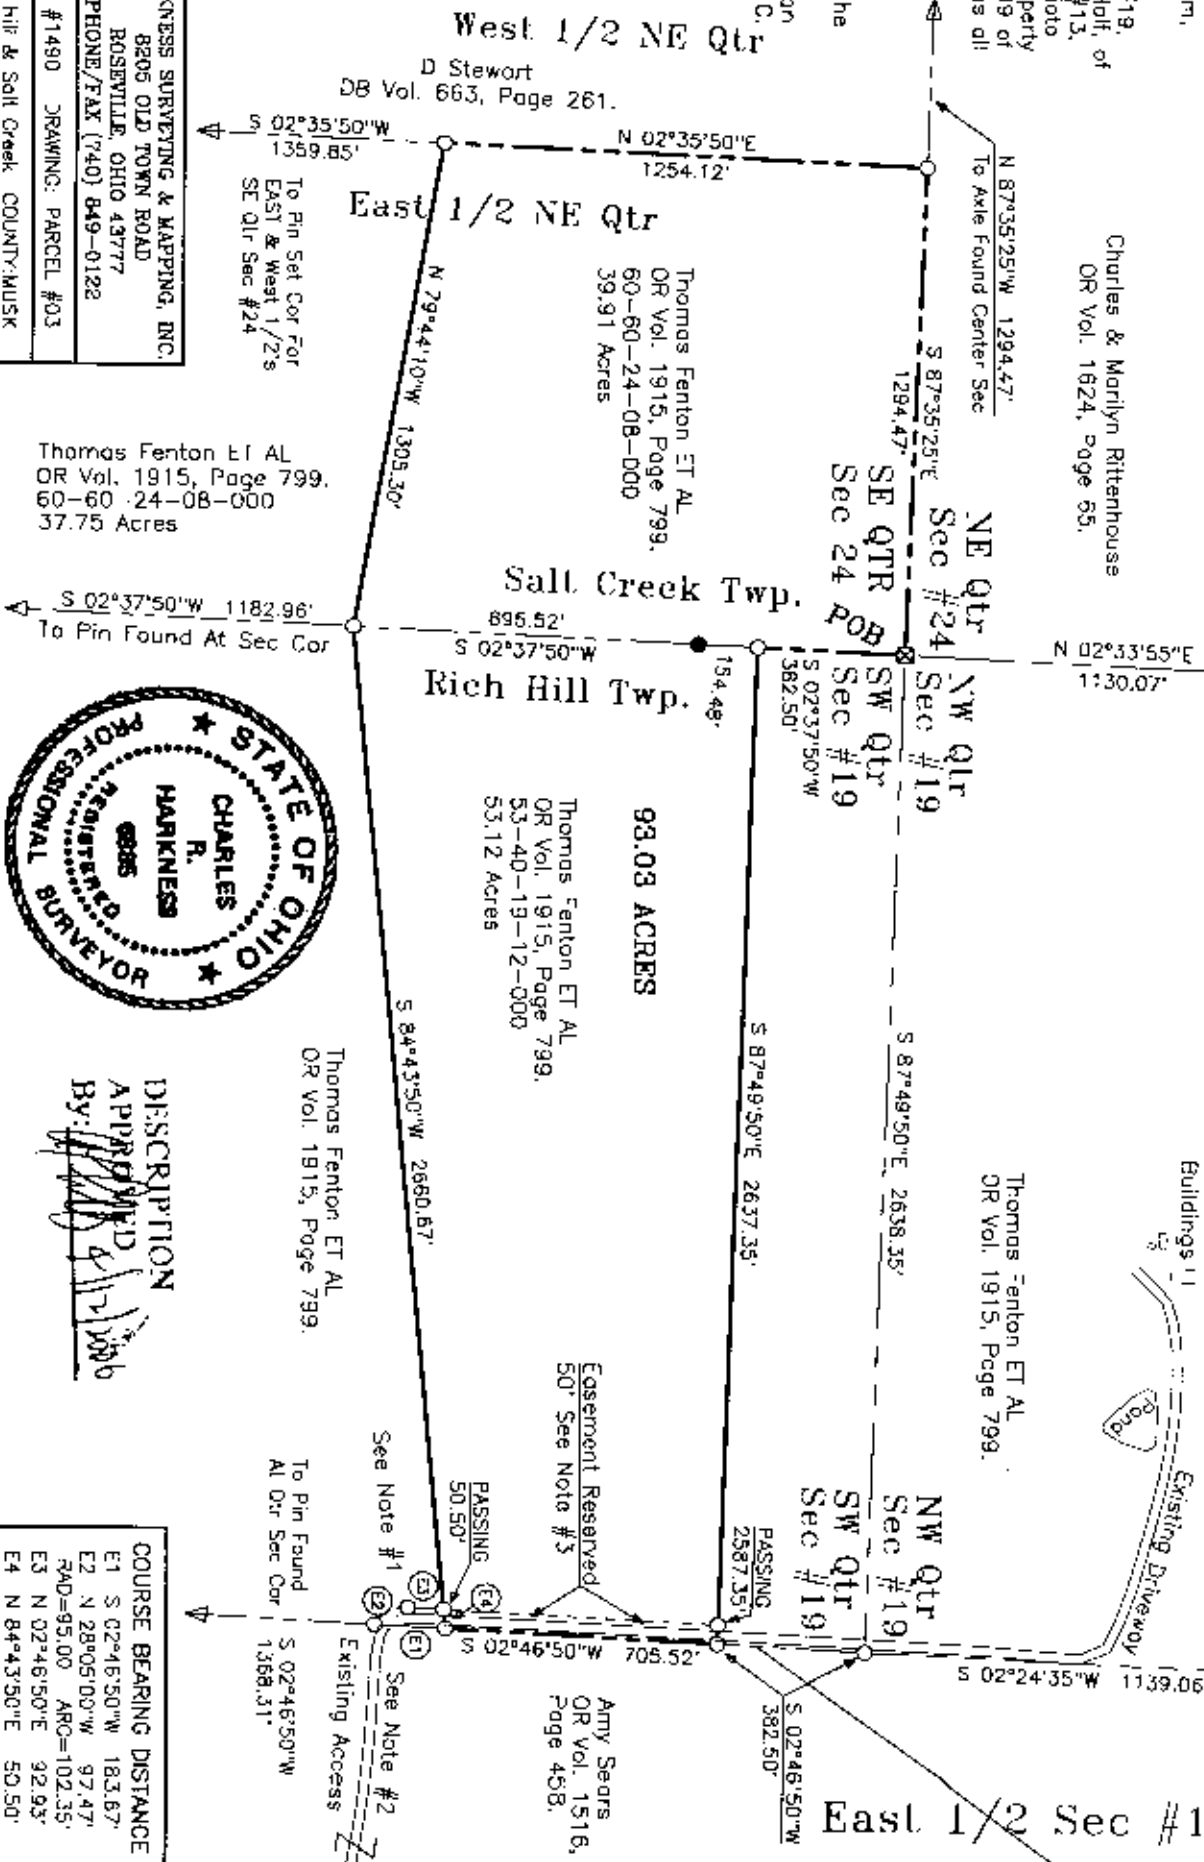 m,
#19,
Half, of
#13,
he
on
C.
West 1/2 NE Qtr
D Stewart
DB Vol. 663, Page 261.
S 02°35'50"W
1359.85'
N 02°35'50"E
1254.12'
N 87°35'25"W 1294.47'
To Axle Found Center Sec
Charles & Marilyn Rittenhouse
OR Vol. 1624, Page 65.
East 1/2 NE Qtr
To Pin Set Cor For
EAST & West 1/2's
SE Qtr Sec #24
N 79°44'10"W 1305.30'
Thomas Fenton ET AL
OR Vol. 1915, Page 799.
60-60-24-08-000
39.91 Acres
S 87°35'25"E
1294.47'
NE Qtr
Sec #24
SE QTR
Sec 24
POB
NW Qtr
Sec #19
SW Qtr
Sec #19
N 02°33'55"E
1130.07'
KNESS SURVEYING & MAPPING, INC.
8205 OLD TOWN ROAD
ROSEVILLE, OHIO 43777
PHONE/FAX (740) 849-0122
#1490 DRAWING: PARCEL #03
hill & Salt Creek COUNTY:MUSK
Thomas Fenton ET AL
OR Vol. 1915, Page 799.
60-60-24-08-000
37.75 Acres
S 02°37'50"W 1182.96'
To Pin Found At Sec Cor
Salt Creek Twp.
895.52'
S 02°37'50"W
Rich Hill Twp.
154.48'
S 02°37'50"W
382.50'
STATE OF OHIO
CHARLES
R.
HARKNESS
REGISTERED
PROFESSIONAL SURVEYOR
93.03 ACRES
Thomas Fenton ET AL
OR Vol. 1915, Page 799.
53-40-19-12-000
53.12 Acres
S 87°49'50"E 2637.35'
S 87°49'50"E 2638.35'
S 84°43'50"W 2660.67'
Thomas Fenton ET AL
OR Vol. 1915, Page 799.
DESCRIPTION
APPROVED
By:
Thomas Fenton ET AL
OR Vol. 1915, Page 799.
Buildings
Pond
Existing Driveway
Easement Reserved
50' See Note #3
PASSING
2587.35'
NW Qtr
Sec #19
SW Qtr
Sec #19
PASSING
50.50'
See Note #1
E3
E4
E2
E1
To Pin Found
At Qtr Sec Cor
S 02°46'50"W
1368.31'
Existing Access
See Note #2
S 02°46'50"W 705.52'
Amy Sears
OR Vol. 1516,
Page 458.
S 02°46'50"W
382.50'
S 02°24'35"W 1139.06
East 1/2 Sec #1
COURSE BEARING DISTANCE
E1 S 02°46'50"W 183.67'
E2 N 28°05'00"W 97.47'
RAD=95.00 ARC=102.35'
E3 N 02°46'50"E 92.93'
E4 N 84°43'50"E 50.50'